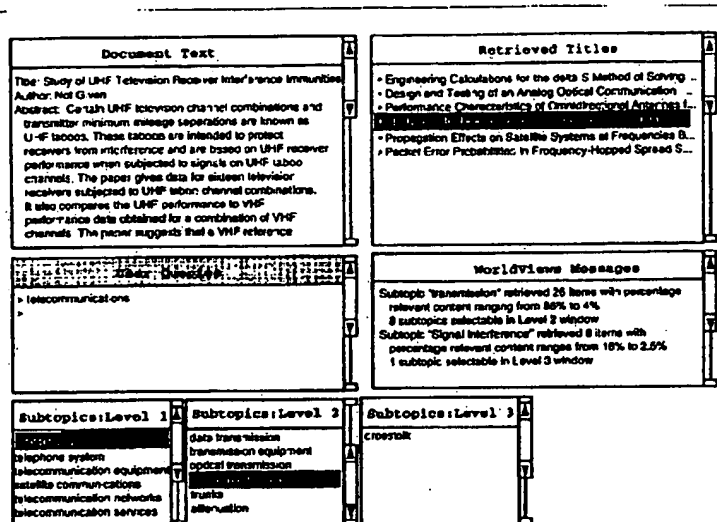 Document Text
Title: Study of UHF Television Receiver Interference Immunities
Author: Not Given
Abstract: Certain UHF television channel combinations and
transmitter minimum mileage separations are known as
UHF taboos. These taboos are intended to protect
receivers from interference and are based on UHF receiver
performance when subjected to signals on UHF taboo
channels. The paper gives data for sixteen television
receivers subjected to UHF taboo channel combinations.
It also compares the UHF performance to VHF
performance data obtained for a combination of VHF
channels. The paper suggests that a VHF reference
Retrieved Titles
• Engineering Calculations for the delta S Method of Solving ...
• Design and Testing of an Analog Optical Communication ...
• Performance Characteristics of Omnidirectional Antennas f...
• Propagation Effects on Satellite Systems at Frequencies B...
• Packet Error Probabilities in Frequency-Hopped Spread S...
User
> telecommunications
>
WorldViews Messages
Subtopic "transmission" retrieved 26 items with percentage
relevant content ranging from 86% to 4%
8 subtopics selectable in Level 2 window
Subtopic "Signal Interference" retrieved 8 items with
percentage relevant content ranges from 16% to 2.5%
1 subtopic selectable in Level 3 window
Subtopics:Level 1
telephone system
telecommunication equipment
satellite communications
telecommunication networks
telecommunication services
Subtopics:Level 2
data transmission
transmission equipment
optical transmission
trunks
attenuation
Subtopics:Level 3
crosstalk